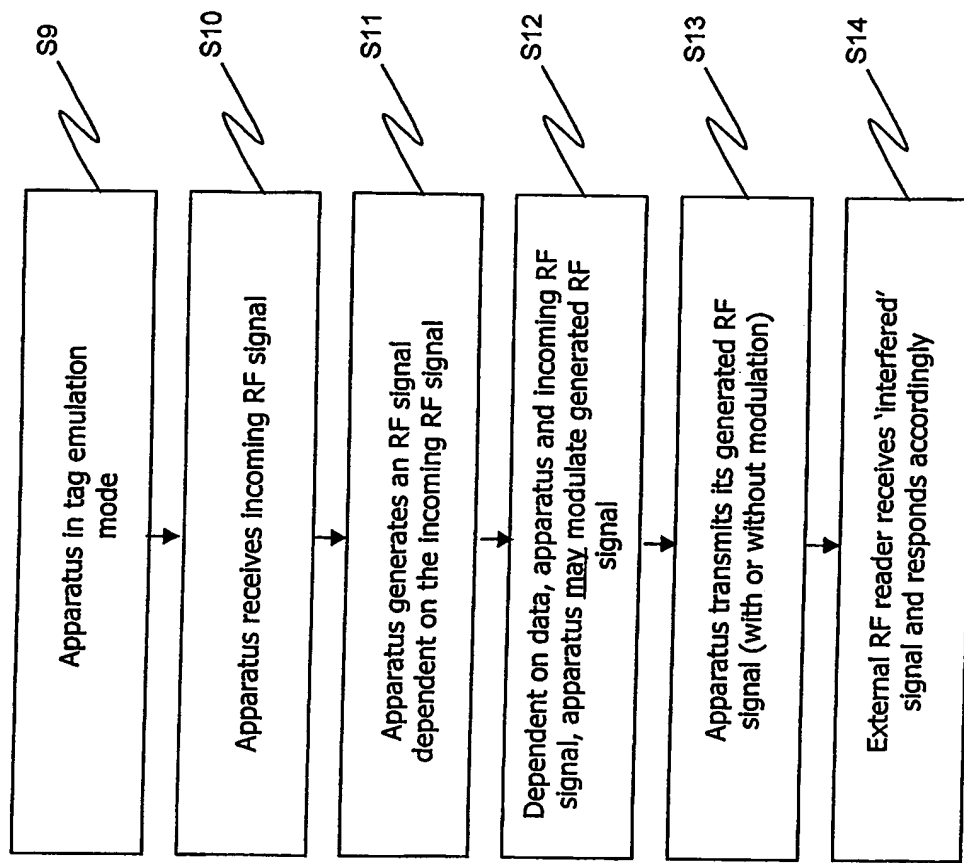 Apparatus in tag emulation
mode
S9
Apparatus receives incoming RF signal
S10
Apparatus generates an RF signal
dependent on the incoming RF signal
S11
Dependent on data, apparatus and incoming RF
signal, apparatus may modulate generated RF
signal
S12
Apparatus transmits its generated RF
signal (with or without modulation)
S13
External RF reader receives 'interfered'
signal and responds accordingly
S14